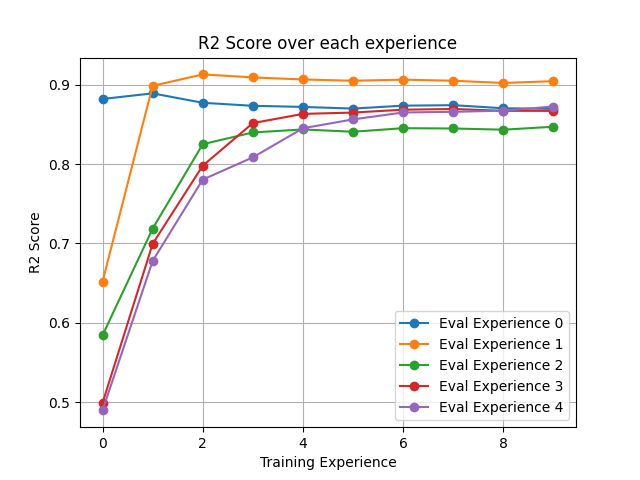 R2 Score over each experience
R2 Score
0.9
0.8
0.7
0.6
0.5
0 2 4 6 8
Training Experience
Eval Experience 0
Eval Experience 1
Eval Experience 2
Eval Experience 3
Eval Experience 4